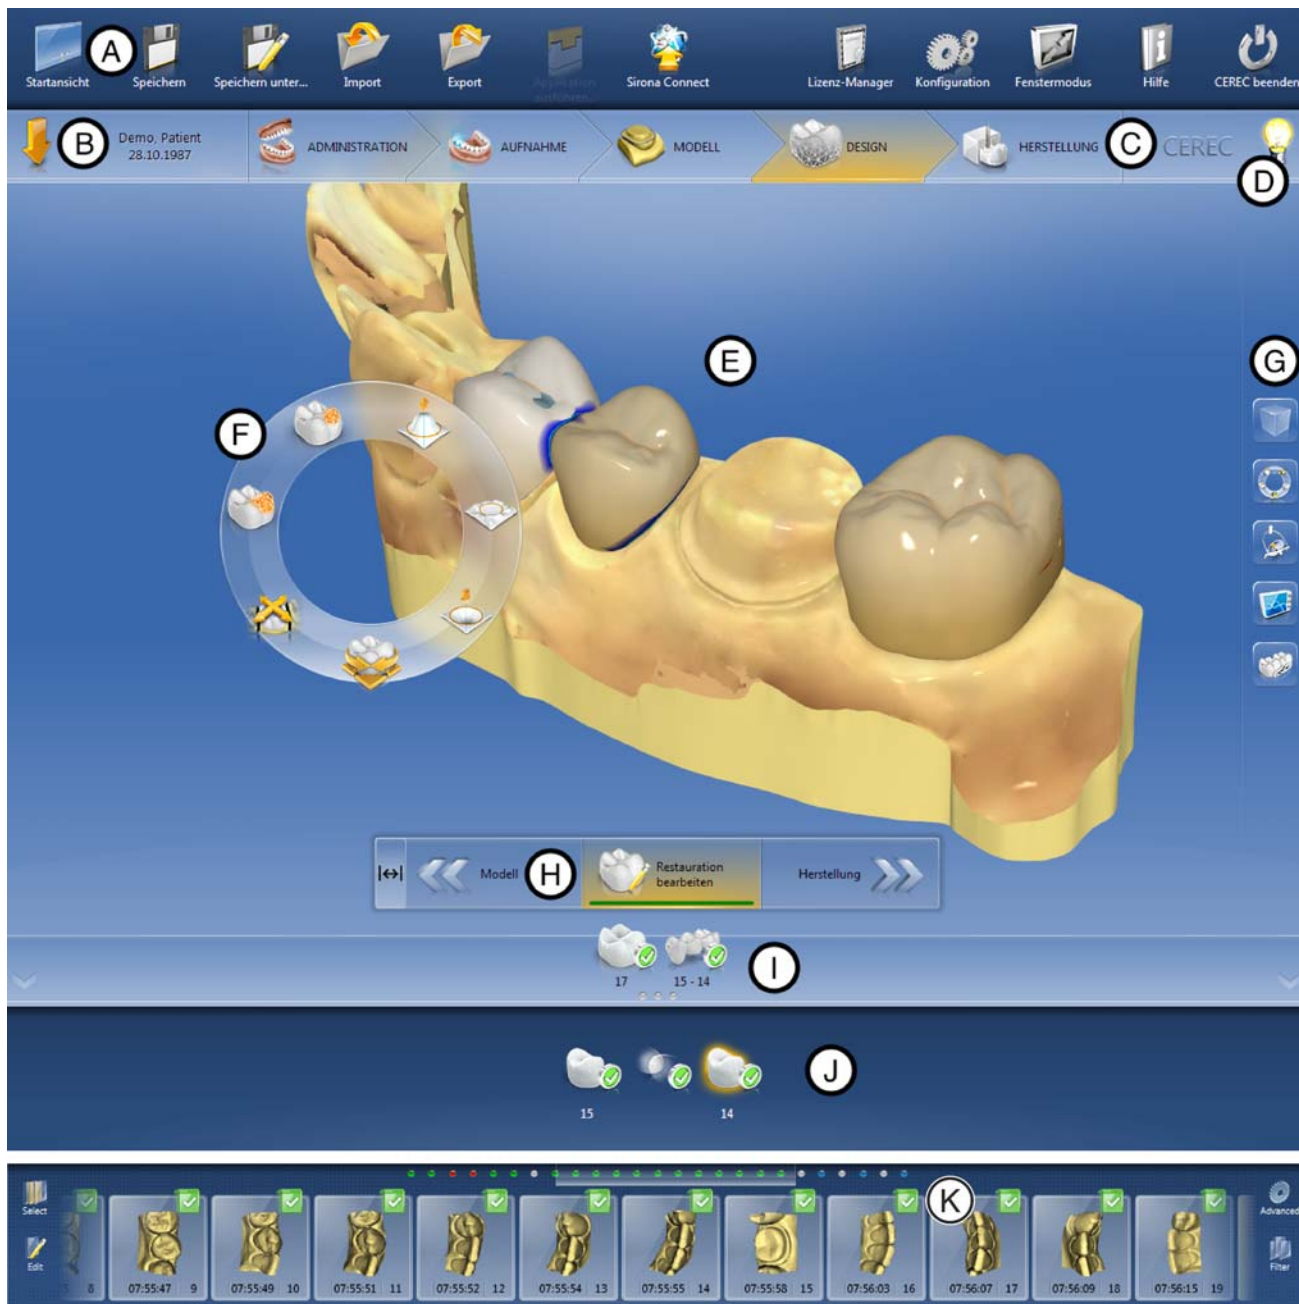 A
Startansicht
Speichern
Speichern unter...
Import
Export
Sirona Connect
Lizenz-Manager
Konfiguration
Fenstermodus
Hilfe
CEREC beenden
B
Demo, Patient
28.10.1987
ADMINISTRATION
AUFNAHME
MODELL
DESIGN
HERSTELLUNG
C
CEREC
D
E
G
F
Modell
H
Restauration
bearbeiten
Herstellung
17
15 - 14
I
J
15
14
K
Select
Edit
8
07:55:47 9
07:55:49 10
07:55:51 11
07:55:52 12
07:55:54 13
07:55:55 14
07:55:58 15
07:56:03 16
07:56:07 17
07:56:09 18
07:56:15 19
Advanced
Filter